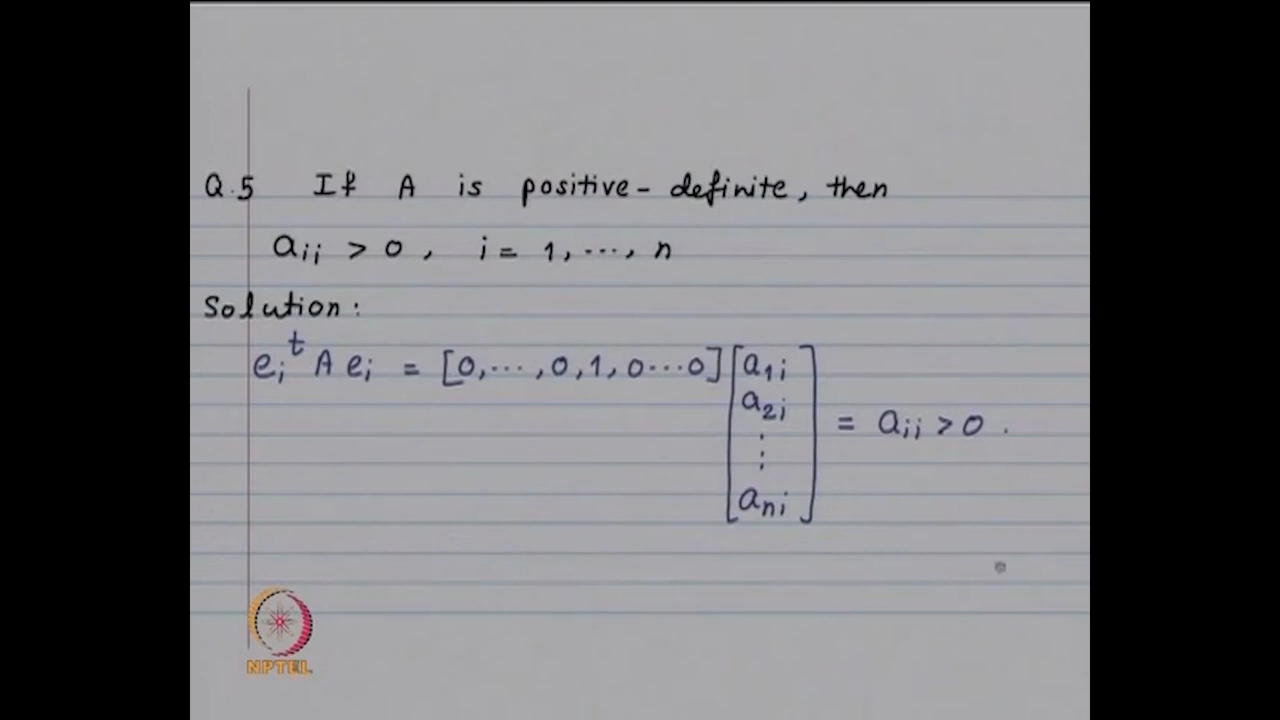 Q.5 If A is positive-definite, then
aᵢᵢ > 0, i = 1, ..., n
Solution:
eᵢᵗ A eᵢ = [0, ..., 0, 1, 0 ... 0] [a₁ᵢ
a₂ᵢ
⋮
aₙᵢ] = aᵢᵢ > 0.
NPTEL